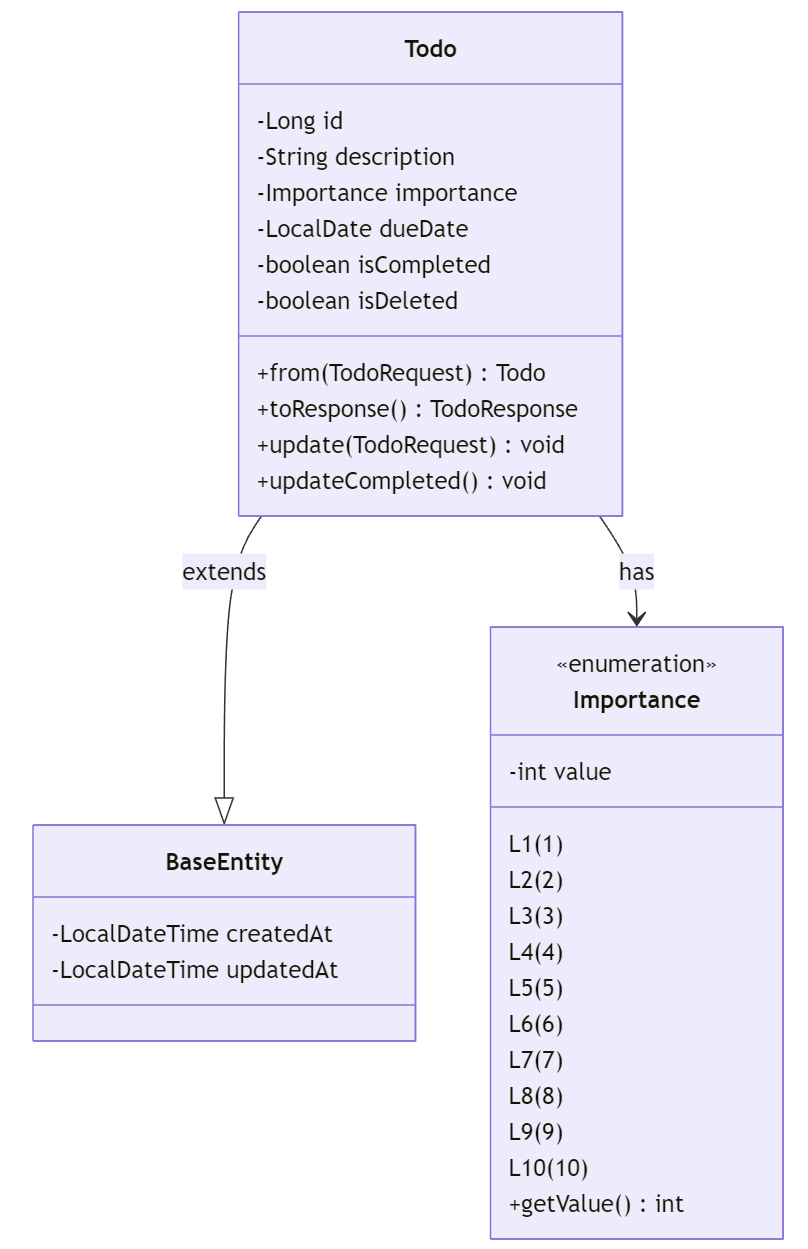 Todo
-Long id
-String description
-Importance importance
-LocalDate dueDate
-boolean isCompleted
-boolean isDeleted
+from(TodoRequest) : Todo
+toResponse() : TodoResponse
+update(TodoRequest) : void
+updateCompleted() : void
extends
has
«enumeration»
Importance
-int value
L1(1)
L2(2)
L3(3)
L4(4)
L5(5)
L6(6)
L7(7)
L8(8)
L9(9)
L10(10)
+getValue() : int
BaseEntity
-LocalDateTime createdAt
-LocalDateTime updatedAt